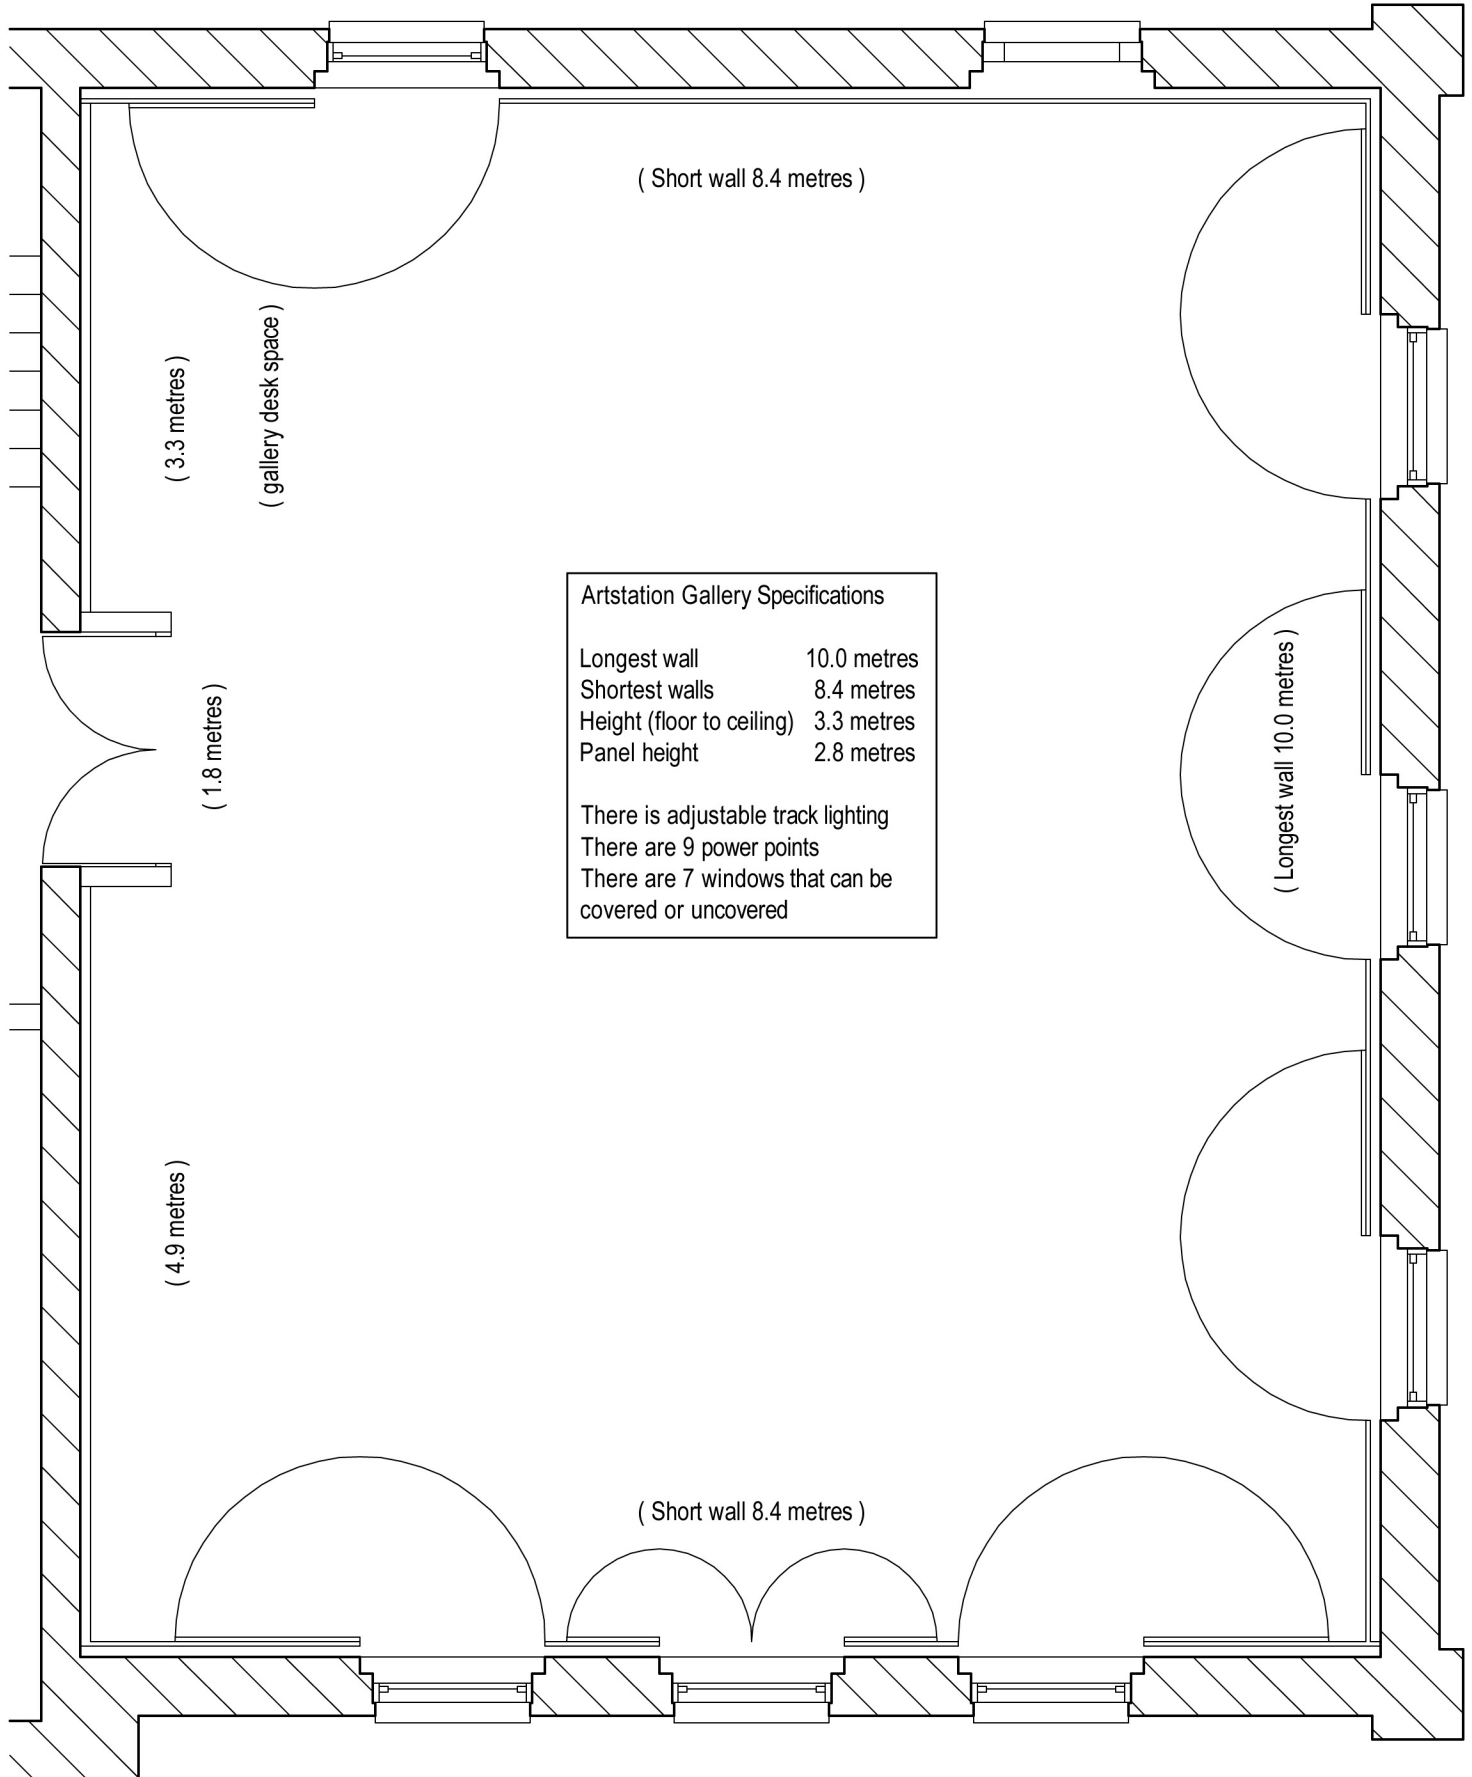 ( Short wall 8.4 metres )
( 3.3 metres )
( gallery desk space )
Artstation Gallery Specifications
Longest wall 10.0 metres
Shortest walls 8.4 metres
Height (floor to ceiling) 3.3 metres
Panel height 2.8 metres
There is adjustable track lighting
There are 9 power points
There are 7 windows that can be
covered or uncovered
( 1.8 metres )
( Longest wall 10.0 metres )
( 4.9 metres )
( Short wall 8.4 metres )